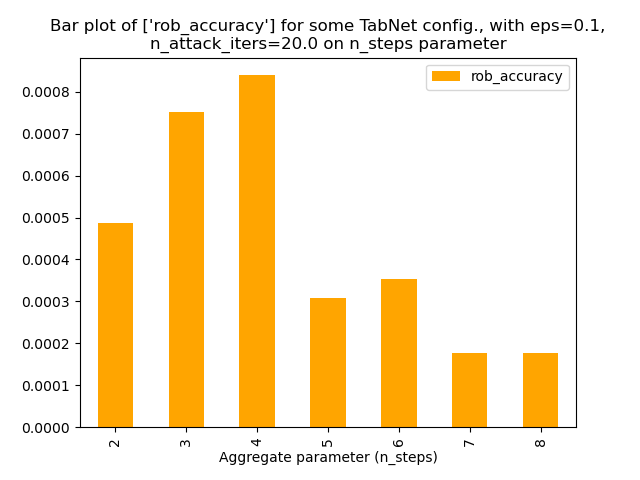 Bar plot of ['rob_accuracy'] for some TabNet config., with eps=0.1,
n_attack_iters=20.0 on n_steps parameter
rob_accuracy
0.0008
0.0007
0.0006
0.0005
0.0004
0.0003
0.0002
0.0001
0.0000
2 3 4 5 6 7 8
Aggregate parameter (n_steps)